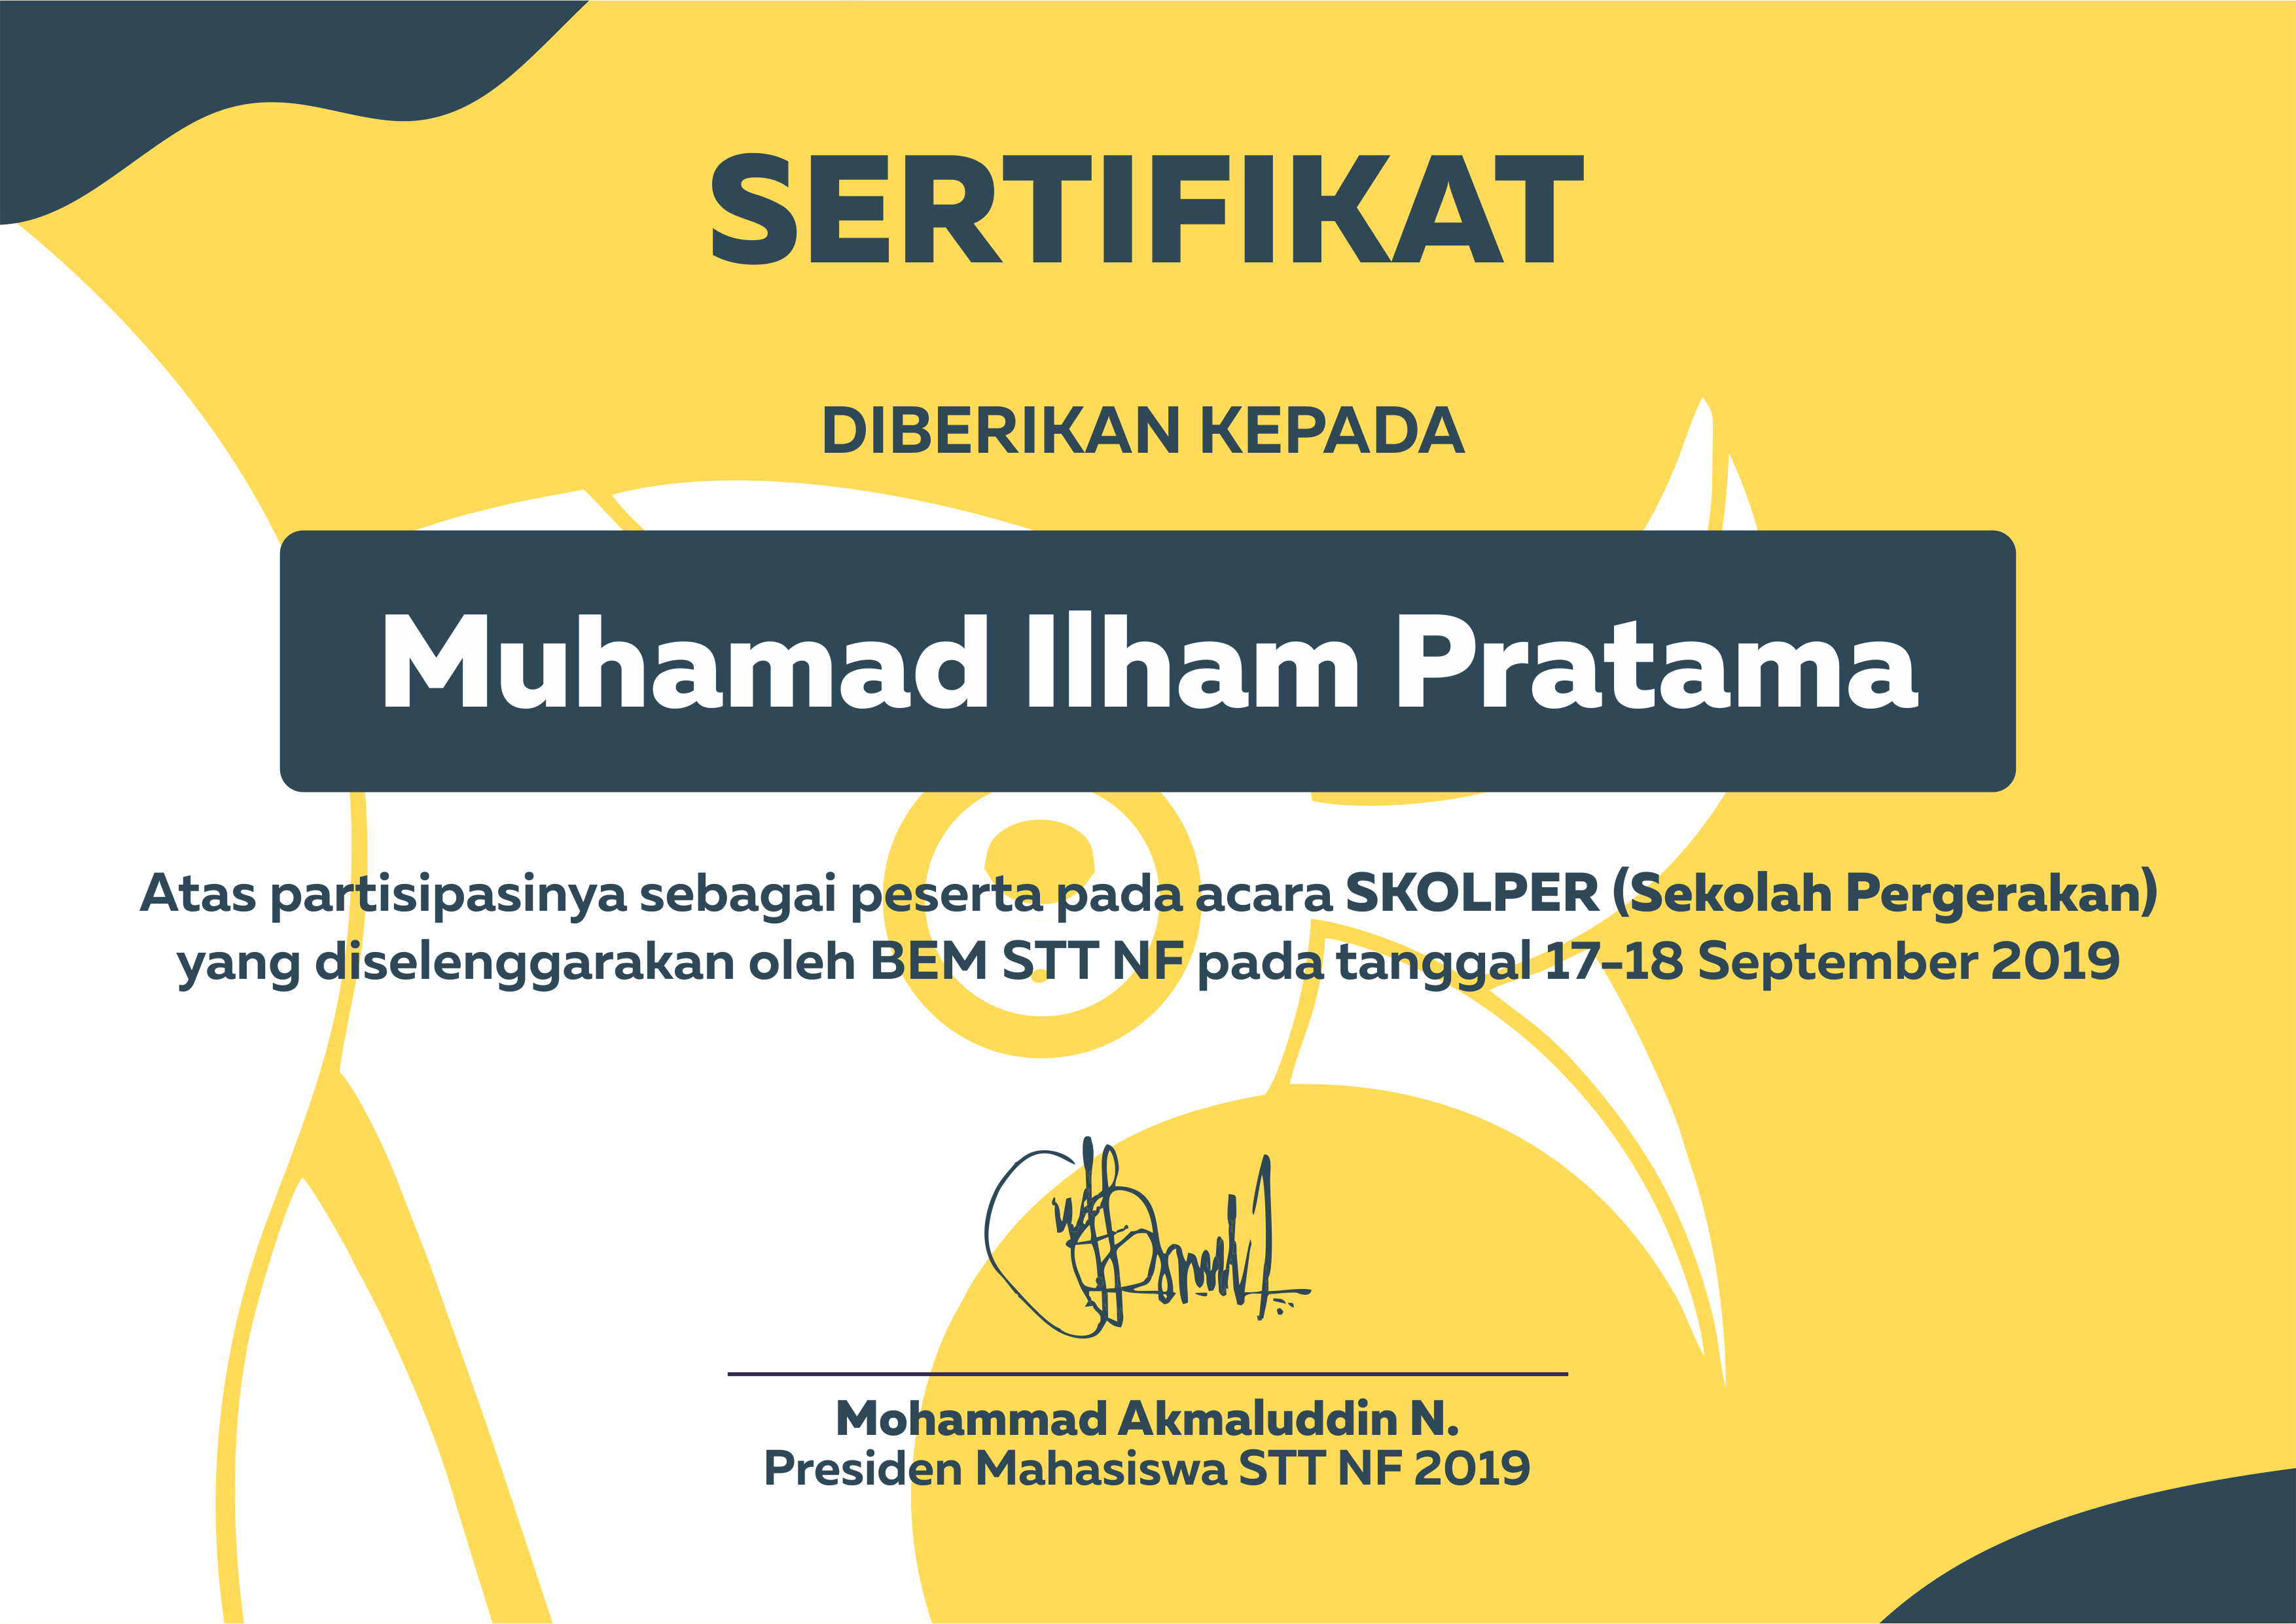 SERTIFIKAT
DIBERIKAN KEPADA
Muhamad Ilham Pratama
Atas partisipasinya sebagai peserta pada acara SKOLPER (Sekolah Pergerakan)
yang diselenggarakan oleh BEM STT NF pada tanggal 17-18 September 2019
Mohammad Akmaluddin N.
Presiden Mahasiswa STT NF 2019